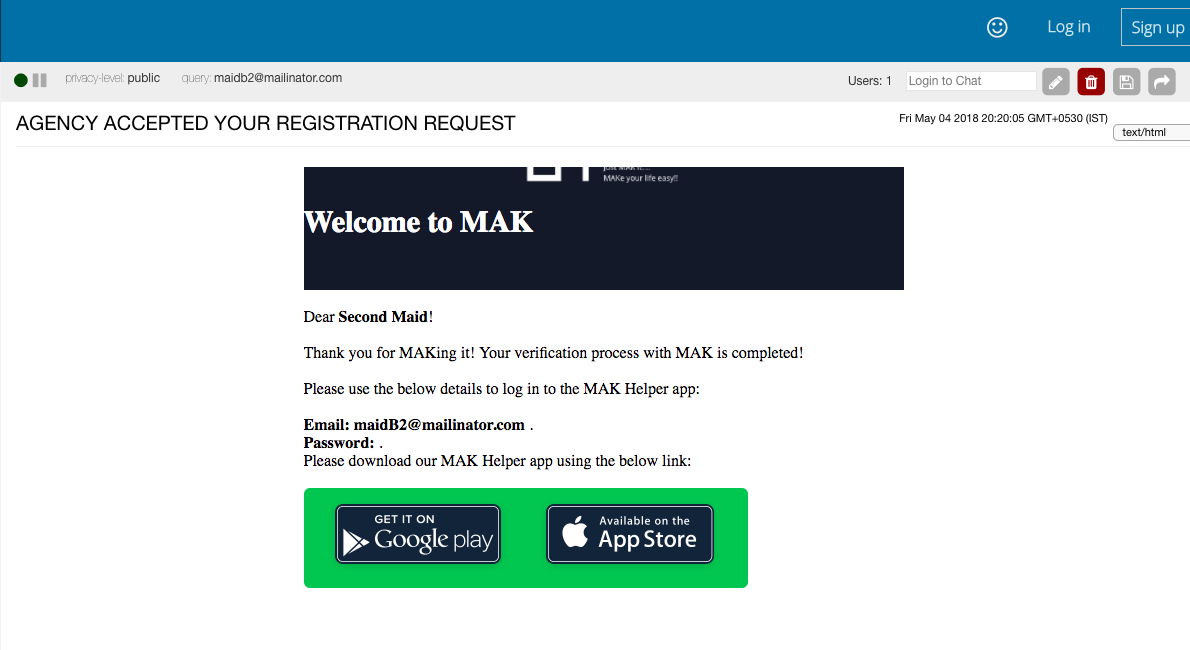 Log in
Sign up
privacy-level: public query: maidb2@mailinator.com
Users: 1
Login to Chat
AGENCY ACCEPTED YOUR REGISTRATION REQUEST
Fri May 04 2018 20:20:05 GMT+0530 (IST)
text/html
MAKe your life easy!!
Welcome to MAK
Dear Second Maid!
Thank you for MAKing it! Your verification process with MAK is completed!
Please use the below details to log in to the MAK Helper app:
Email: maidB2@mailinator.com .
Password: .
Please download our MAK Helper app using the below link:
GET IT ON
Google play
Available on the
App Store